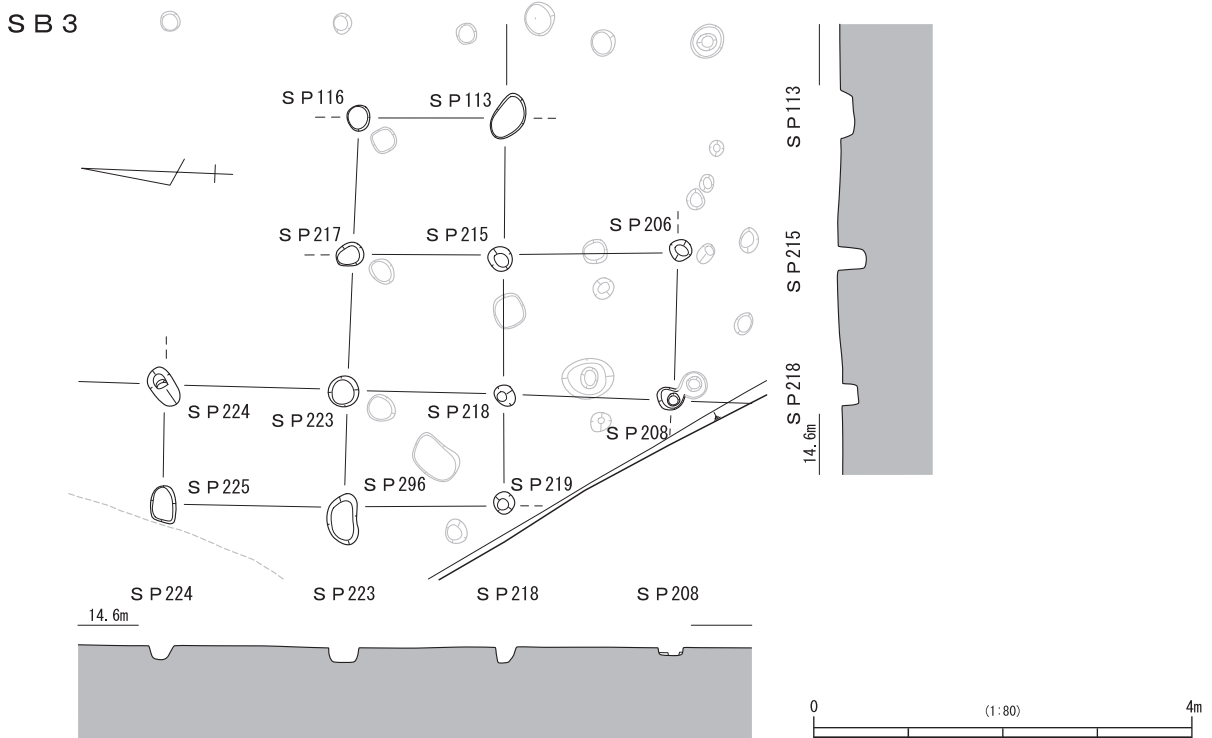 ＳＢ３
ＳＰ116
ＳＰ113
ＳＰ217
ＳＰ215
ＳＰ206
ＳＰ224
ＳＰ223
ＳＰ218
ＳＰ208
ＳＰ225
ＳＰ296
ＳＰ219
ＳＰ224
ＳＰ223
ＳＰ218
ＳＰ208
14.6m
ＳＰ113
ＳＰ215
ＳＰ218
14.6m
0
(1:80)
4m